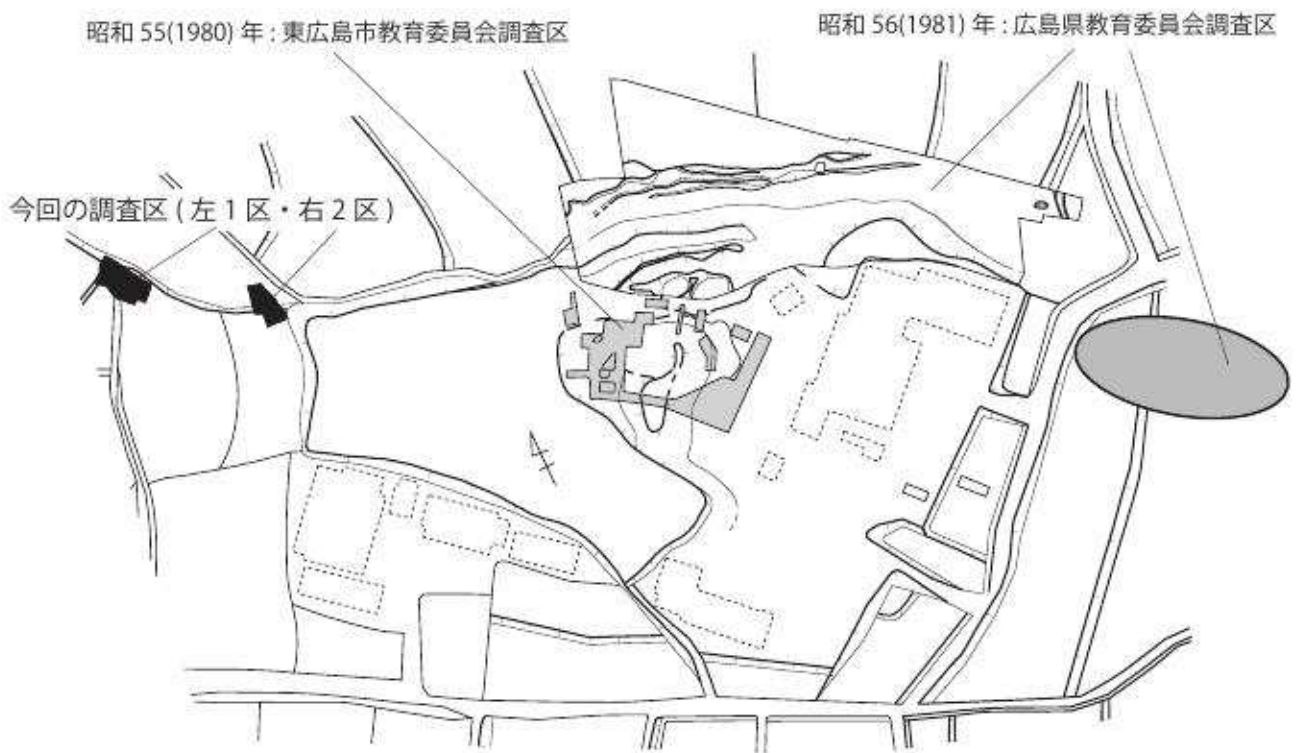 昭和 55(1980) 年 : 東広島市教育委員会調査区
昭和 56(1981) 年 : 広島県教育委員会調査区
今回の調査区 ( 左 1 区・右 2 区 )